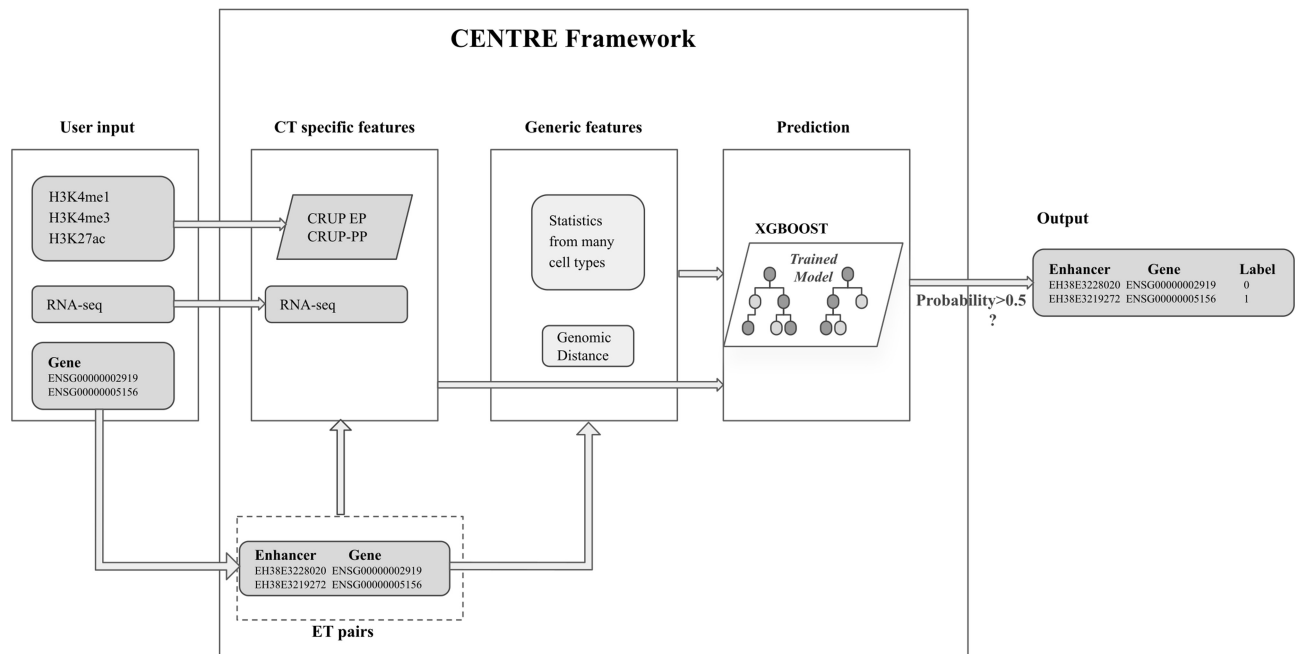 CENTRE Framework
User input
CT specific features
Generic features
Prediction
H3K4me1
H3K4me3
H3K27ac
CRUP EP
CRUP-PP
Statistics
from many
cell types
XGBOOST
Trained
Model
Output
Enhancer Gene Label
EH38E3228020 ENSG00000002919 0
EH38E3219272 ENSG00000005156 1
Probability>0.5
?
RNA-seq
RNA-seq
Genomic
Distance
Gene
ENSG00000002919
ENSG00000005156
Enhancer Gene
EH38E3228020 ENSG00000002919
EH38E3219272 ENSG00000005156
ET pairs